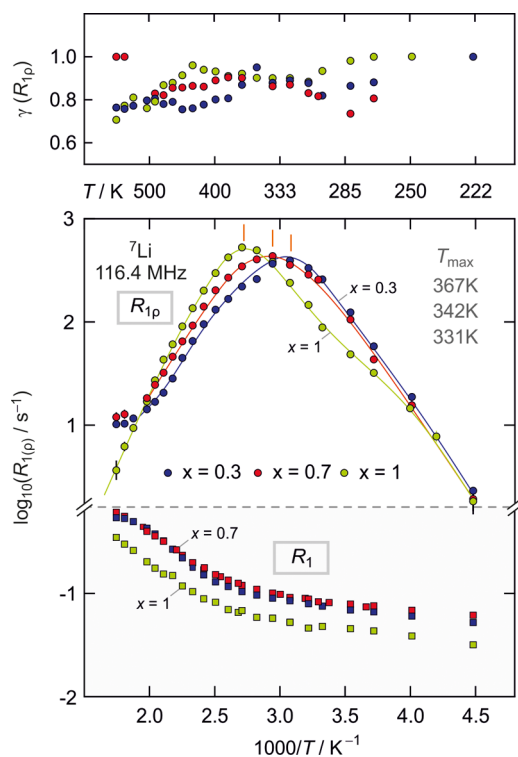 γ (R1ρ)
1.0
0.8
0.6
T / K 500 400 333 285 250 222
log10(R1(ρ) / s−1)
3
2
1
-1
-2
7Li
116.4 MHz
R1ρ
Tmax
367K
342K
331K
x = 0.3
x = 1
x = 0.3 x = 0.7 x = 1
x = 0.7
R1
x = 1
2.0 2.5 3.0 3.5 4.0 4.5
1000/T / K−1